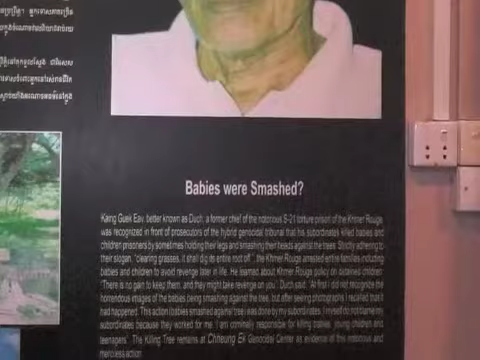 Babies were Smashed?
Kaing Guek Eav, better known as Duch, a former chief of the notorious S-21 torture prison of the Khmer Rouge
was recognized in front of prosecutors of the hybrid genocidal tribunal that his subordinates killed babies and
children prisoners by sometimes holding their legs and smashing their heads against the trees. Strictly adhering to
their slogan, "clearing grasses, it shall dig its entire root off", the Khmer Rouge arrested entire families including
babies and children to avoid revenge later in life. He learned about Khmer Rouge policy on detained children:
"There is no gain to keep them, and they might take revenge on you". Duch said. "At first I did not recognize the
horrendous images of the babies being smashing against the tree, but after seeing photographs I recalled that it
had happened. This action (babies smashed against tree) was done by my subordinates. I myself do not blame my
subordinates because they worked for me. I am criminally responsible for killing babies, young children and
teenagers." The Killing Tree remains at Choeung Ek Genocidal Center as evidence of this notorious and
merciless action